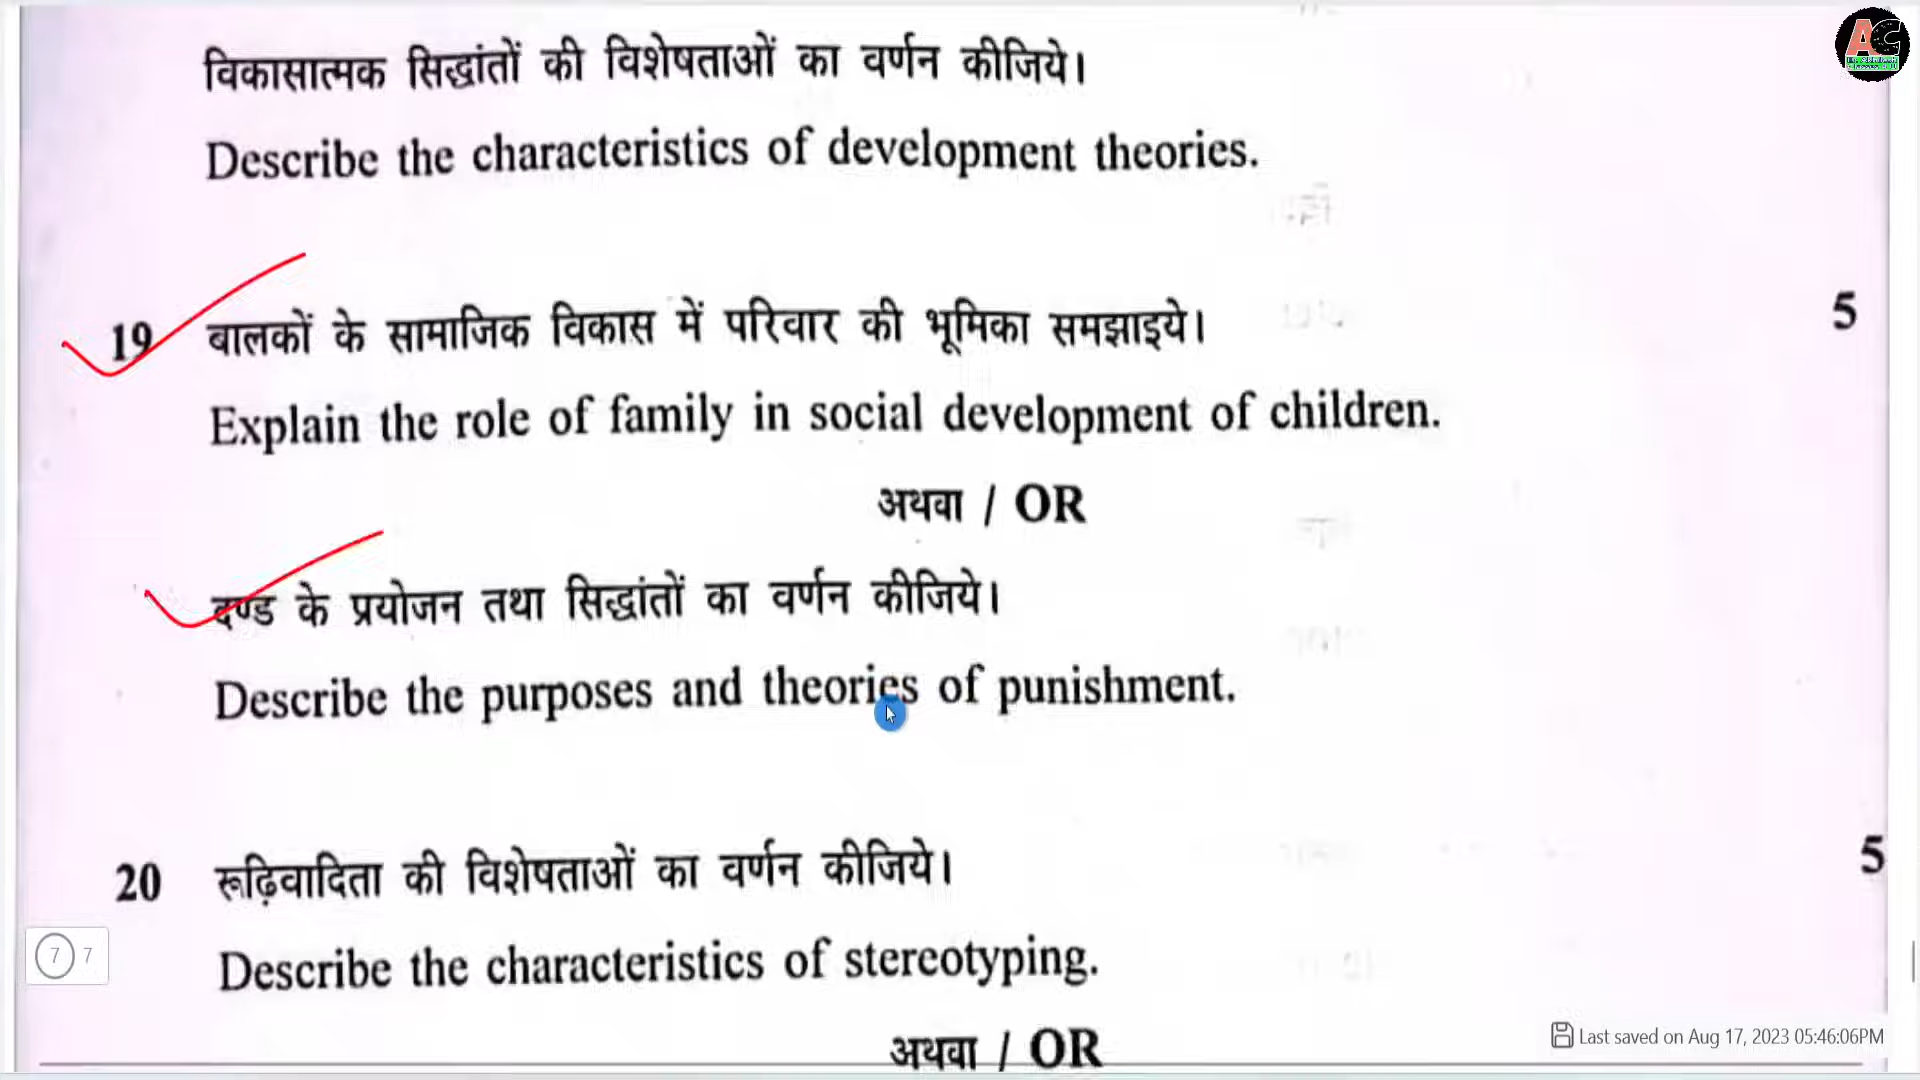 AC
विकासात्मक सिद्धांतों की विशेषताओं का वर्णन कीजिये।
Describe the characteristics of development theories.
19 बालकों के सामाजिक विकास में परिवार की भूमिका समझाइये। 5
Explain the role of family in social development of children.
अथवा / OR
दण्ड के प्रयोजन तथा सिद्धांतों का वर्णन कीजिये।
Describe the purposes and theories of punishment.
20 रूढ़िवादिता की विशेषताओं का वर्णन कीजिये। 5
7 7
Describe the characteristics of stereotyping.
Last saved on Aug 17, 2023 05:46:06PM
अथवा / OR